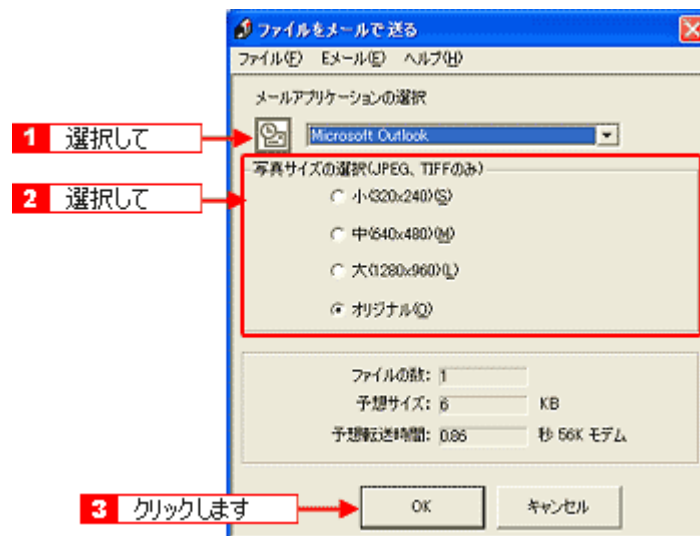 ファイルをメールで送る
ファイル(F) Eメール(E) ヘルプ(H)
メールアプリケーションの選択
1 選択して
Microsoft Outlook
写真サイズの選択(JPEG、TIFFのみ)
2 選択して
小(320x240)(S)
中(640x480)(M)
大(1280x960)(L)
オリジナル(O)
ファイルの数: 1
予想サイズ: 6 KB
予想転送時間: 0.86 秒 56K モデム
3 クリックします
OK キャンセル